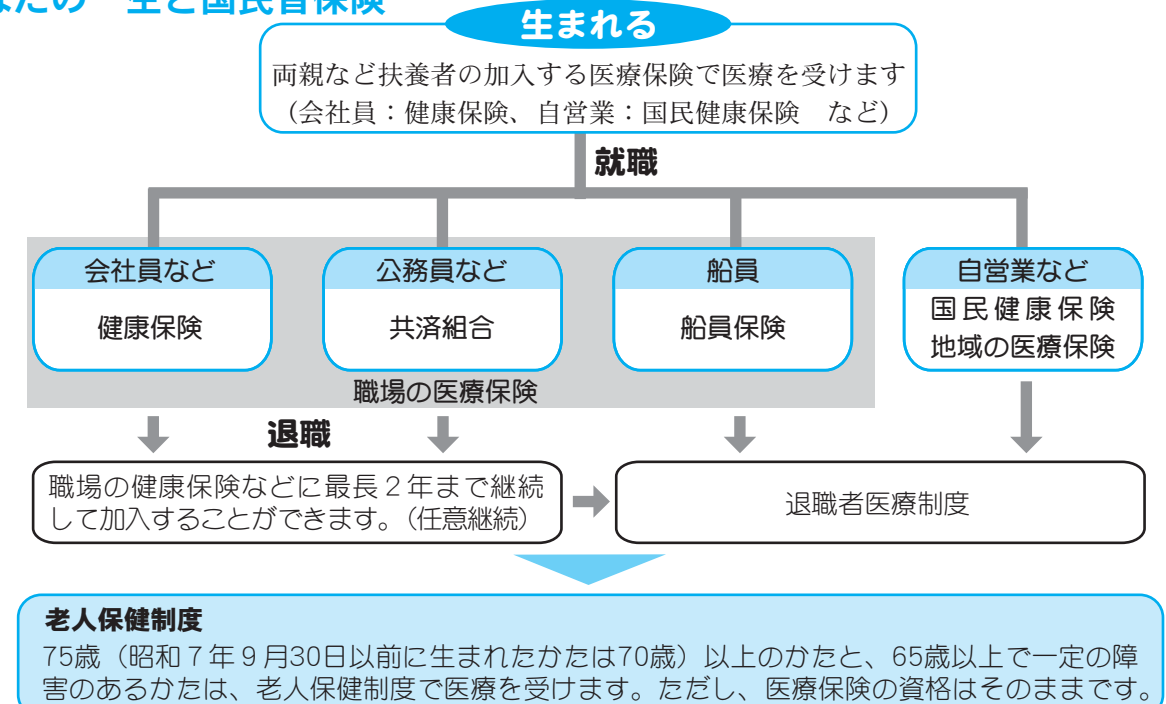 生まれる
両親など扶養者の加入する医療保険で医療を受けます
（会社員：健康保険、自営業：国民健康保険　など）
就職
会社員など
健康保険
公務員など
共済組合
船員
船員保険
自営業など
国民健康保険
地域の医療保険
職場の医療保険
退職
職場の健康保険などに最長２年まで継続
して加入することができます。（任意継続）
退職者医療制度
老人保健制度
75歳（昭和７年９月30日以前に生まれたかたは70歳）以上のかたと、65歳以上で一定の障
害のあるかたは、老人保健制度で医療を受けます。ただし、医療保険の資格はそのままです。